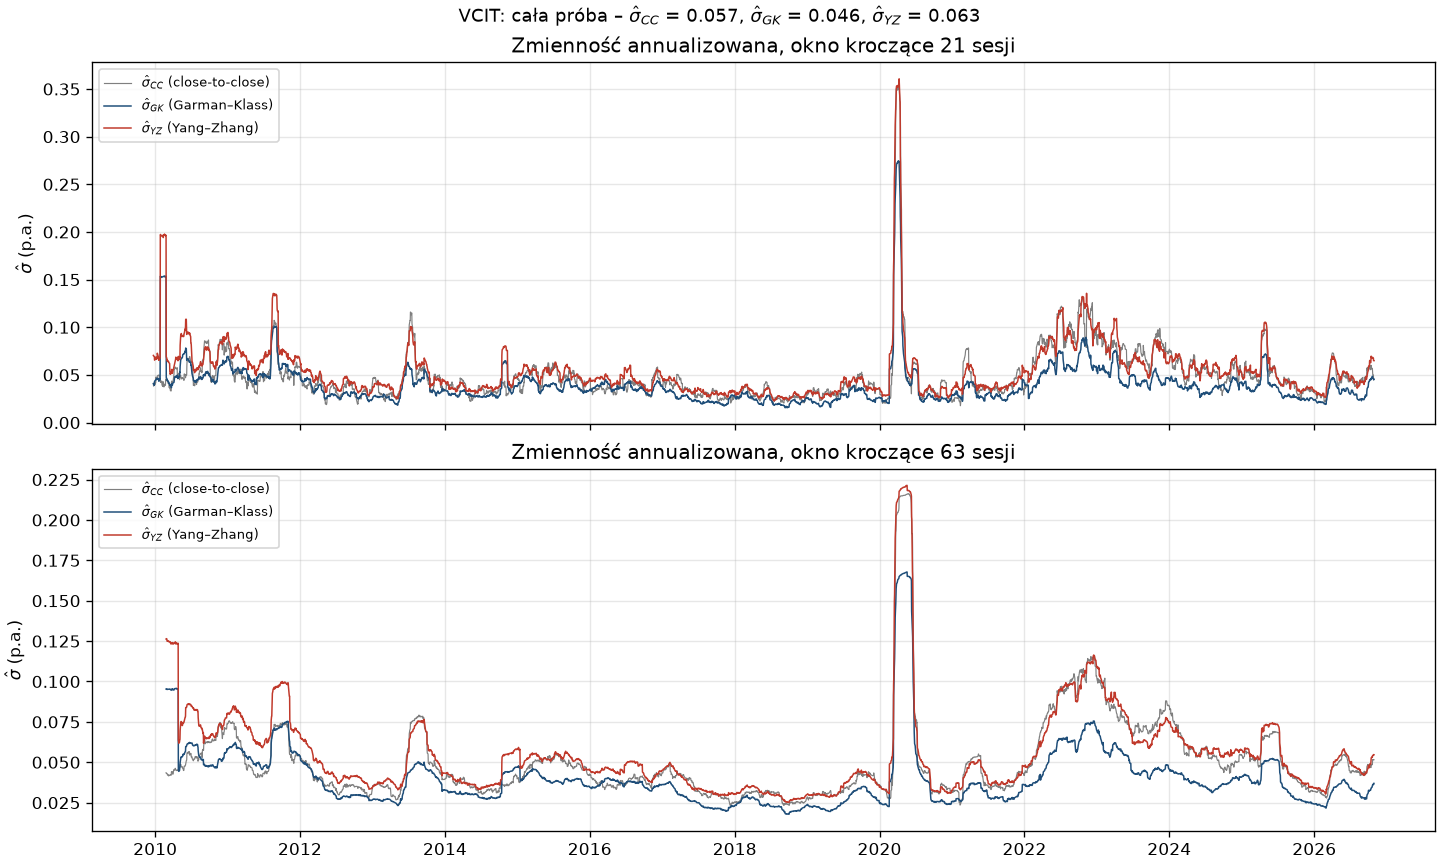 VCIT: cała próba – σ̂CC = 0.057, σ̂GK = 0.046, σ̂YZ = 0.063
Zmienność annualizowana, okno kroczące 21 sesji
σ̂CC (close-to-close)
σ̂GK (Garman–Klass)
σ̂YZ (Yang–Zhang)
σ̂ (p.a.)
0.35
0.30
0.25
0.20
0.15
0.10
0.05
0.00
Zmienność annualizowana, okno kroczące 63 sesji
σ̂CC (close-to-close)
σ̂GK (Garman–Klass)
σ̂YZ (Yang–Zhang)
σ̂ (p.a.)
0.225
0.200
0.175
0.150
0.125
0.100
0.075
0.050
0.025
2010 2012 2014 2016 2018 2020 2022 2024 2026